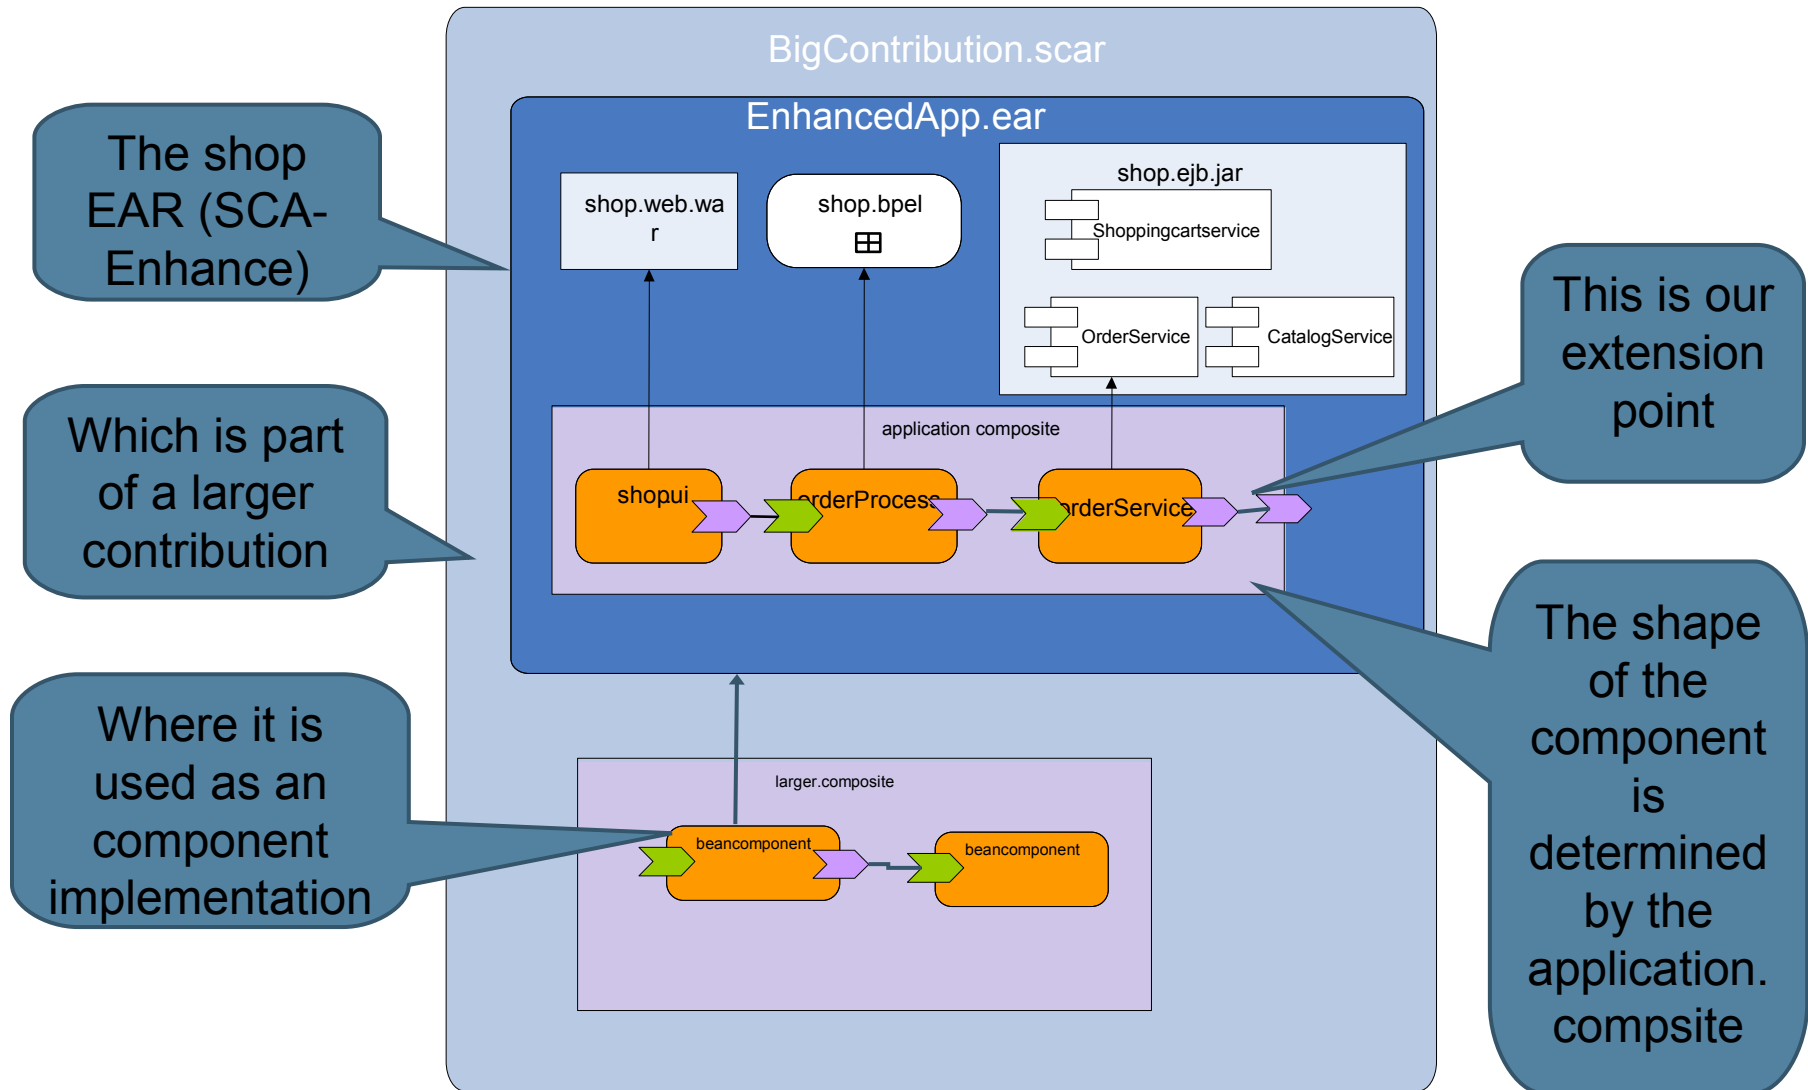 BigContribution.scar
EnhancedApp.ear
The shop
EAR (SCA-
Enhance)
shop.web.wa
r
shop.bpel
shop.ejb.jar
Shoppingcartservice
OrderService
CatalogService
This is our
extension
point
Which is part
of a larger
contribution
application composite
shop.ui
orderProcess
orderService
The shape
of the
component
is
determined
by the
application.
compsite
Where it is
used as an
component
implementation
larger.composite
beancomponent
beancomponent